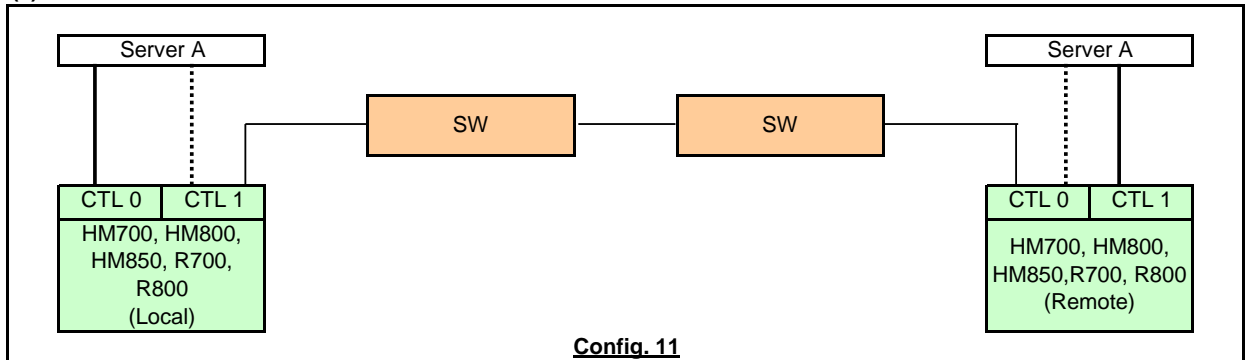 Server A
Server A
SW
SW
CTL 0
CTL 1
CTL 0
CTL 1
HM700, HM800,
HM850, R700,
R800
(Local)
HM700, HM800,
HM850,R700, R800
(Remote)
Config. 11